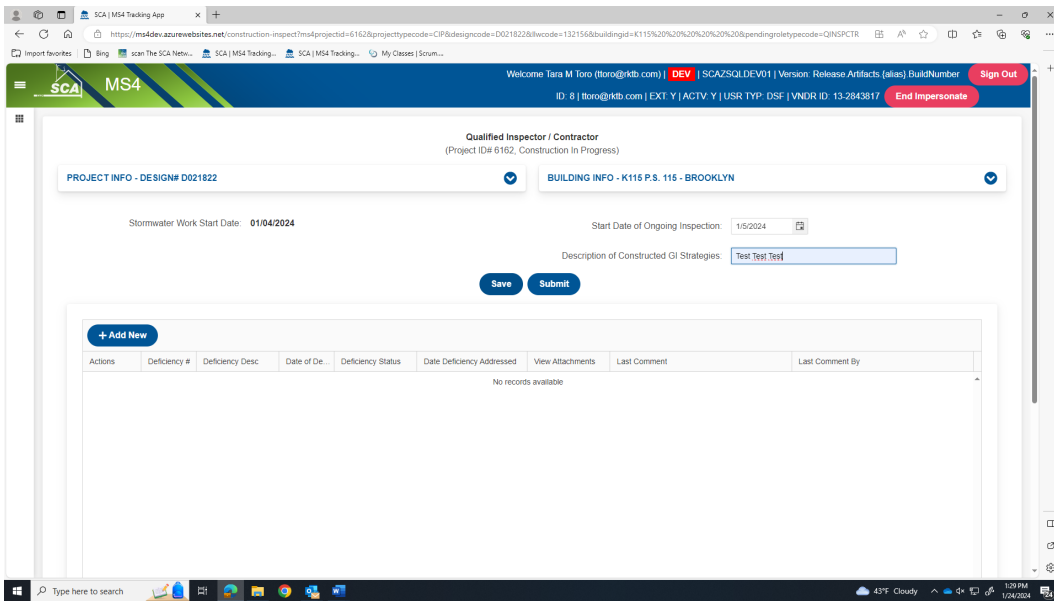 SCA | MS4 Tracking App
https://ms4dev.azurewebsites.net/construction-inspect?ms4projectid=6162&projecttypecode=CIP&designcode=D021822&llwcode=132156&buildingid=K115%20%20%20%20%20%20&pendingroletypecode=QINSPCTR
Import favorites Bing scan The SCA Netw... SCA | MS4 Tracking... SCA | MS4 Tracking... My Classes | Scrum....
SCA MS4
Welcome Tara M Toro (ttoro@rktb.com) | DEV | SCAZSQLDEV01 | Version: Release.Artifacts.{alias}.BuildNumber Sign Out
ID: 8 | ttoro@rktb.com | EXT: Y | ACTV: Y | USR TYP: DSF | VNDR ID: 13-2843817 End Impersonate
Qualified Inspector / Contractor
(Project ID# 6162, Construction In Progress)
PROJECT INFO - DESIGN# D021822 BUILDING INFO - K115 P.S. 115 - BROOKLYN
Stormwater Work Start Date: 01/04/2024 Start Date of Ongoing Inspection: 1/5/2024
Description of Constructed GI Strategies: Test Test Test
Save Submit
+ Add New
Actions Deficiency # Deficiency Desc Date of De... Deficiency Status Date Deficiency Addressed View Attachments Last Comment Last Comment By
No records available
Type here to search 43°F Cloudy 1:29 PM
1/24/2024